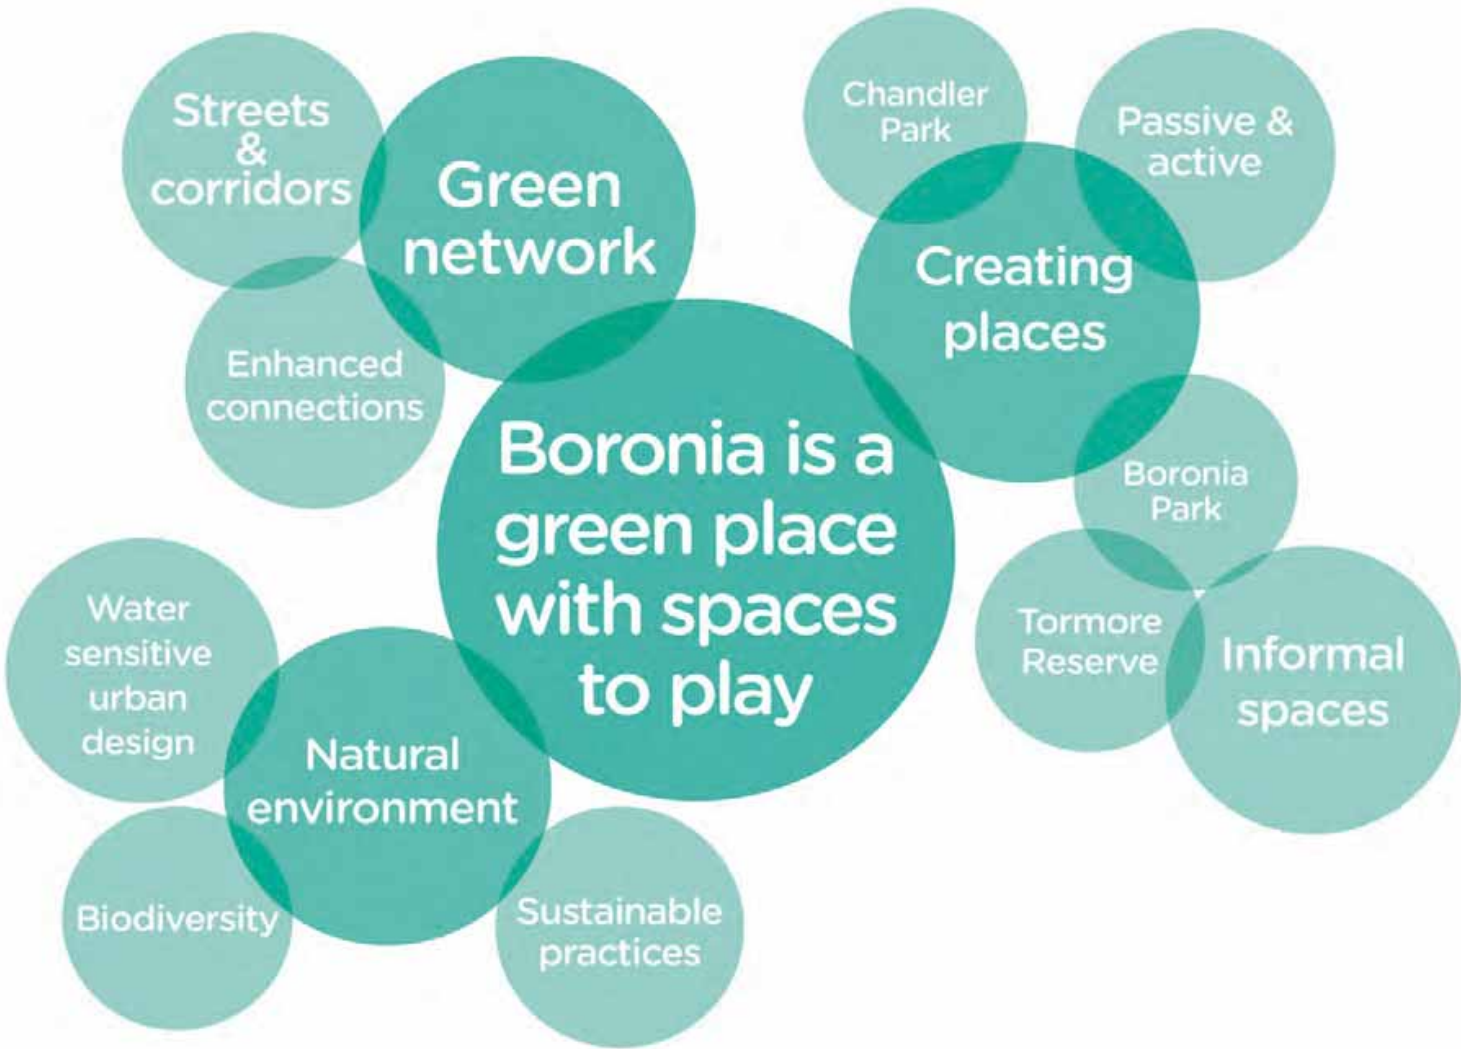 Streets
&
corridors
Green
network
Enhanced
connections
Chandler
Park
Passive &
active
Creating
places
Boronia
Park
Tormore
Reserve
Informal
spaces
Boronia is a
green place
with spaces
to play
Water
sensitive
urban
design
Natural
environment
Biodiversity
Sustainable
practices